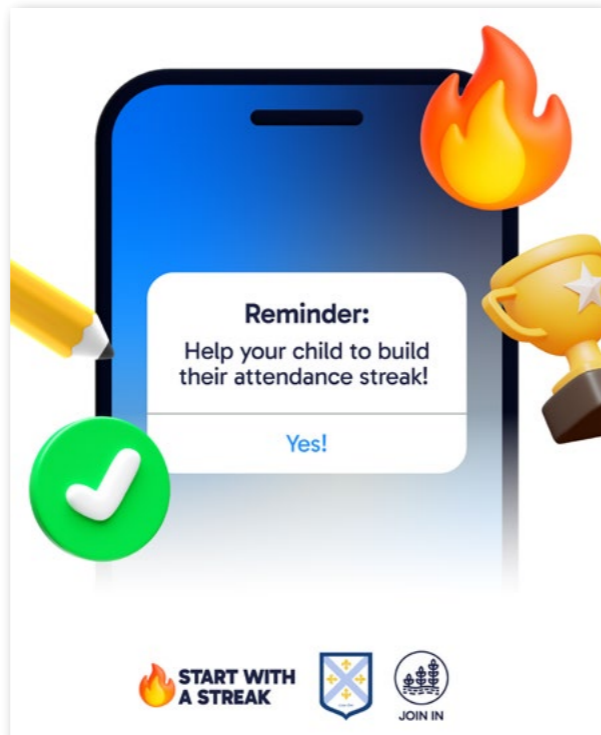 Reminder:
Help your child to build
their attendance streak!
Yes!
START WITH
A STREAK
JOIN IN